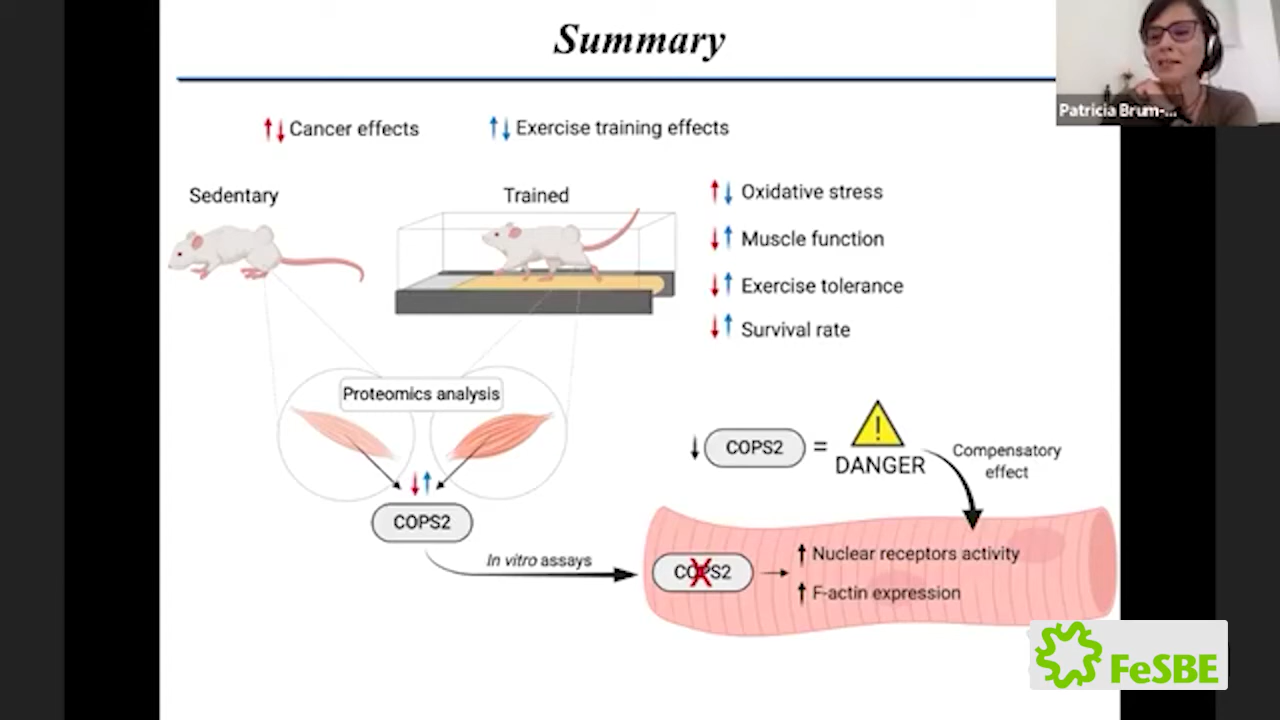 Summary
Patricia Brum-...
Cancer effects
Exercise training effects
Sedentary
Trained
Oxidative stress
Muscle function
Exercise tolerance
Survival rate
Proteomics analysis
COPS2
COPS2
=
!
DANGER
Compensatory
effect
In vitro assays
COPS2
Nuclear receptors activity
F-actin expression
FeSBE